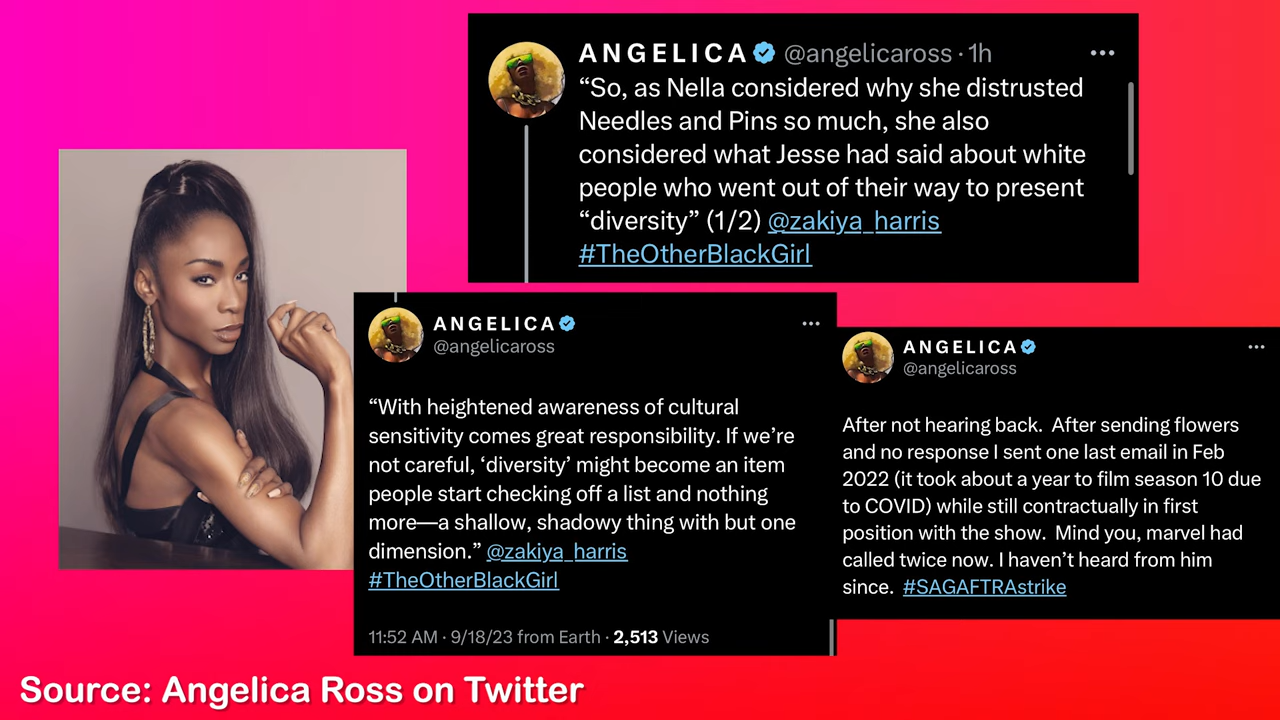 ANGELICA @angelicaross · 1h
“So, as Nella considered why she distrusted
Needles and Pins so much, she also
considered what Jesse had said about white
people who went out of their way to present
“diversity” (1/2) @zakiya_harris
#TheOtherBlackGirl
ANGELICA
@angelicaross
“With heightened awareness of cultural
sensitivity comes great responsibility. If we’re
not careful, ‘diversity’ might become an item
people start checking off a list and nothing
more—a shallow, shadowy thing with but one
dimension.” @zakiya_harris
#TheOtherBlackGirl
11:52 AM · 9/18/23 from Earth · 2,513 Views
ANGELICA
@angelicaross
After not hearing back.  After sending flowers
and no response I sent one last email in Feb
2022 (it took about a year to film season 10 due
to COVID) while still contractually in first
position with the show.  Mind you, marvel had
called twice now. I haven’t heard from him
since.  #SAGAFTRAstrike
Source: Angelica Ross on Twitter